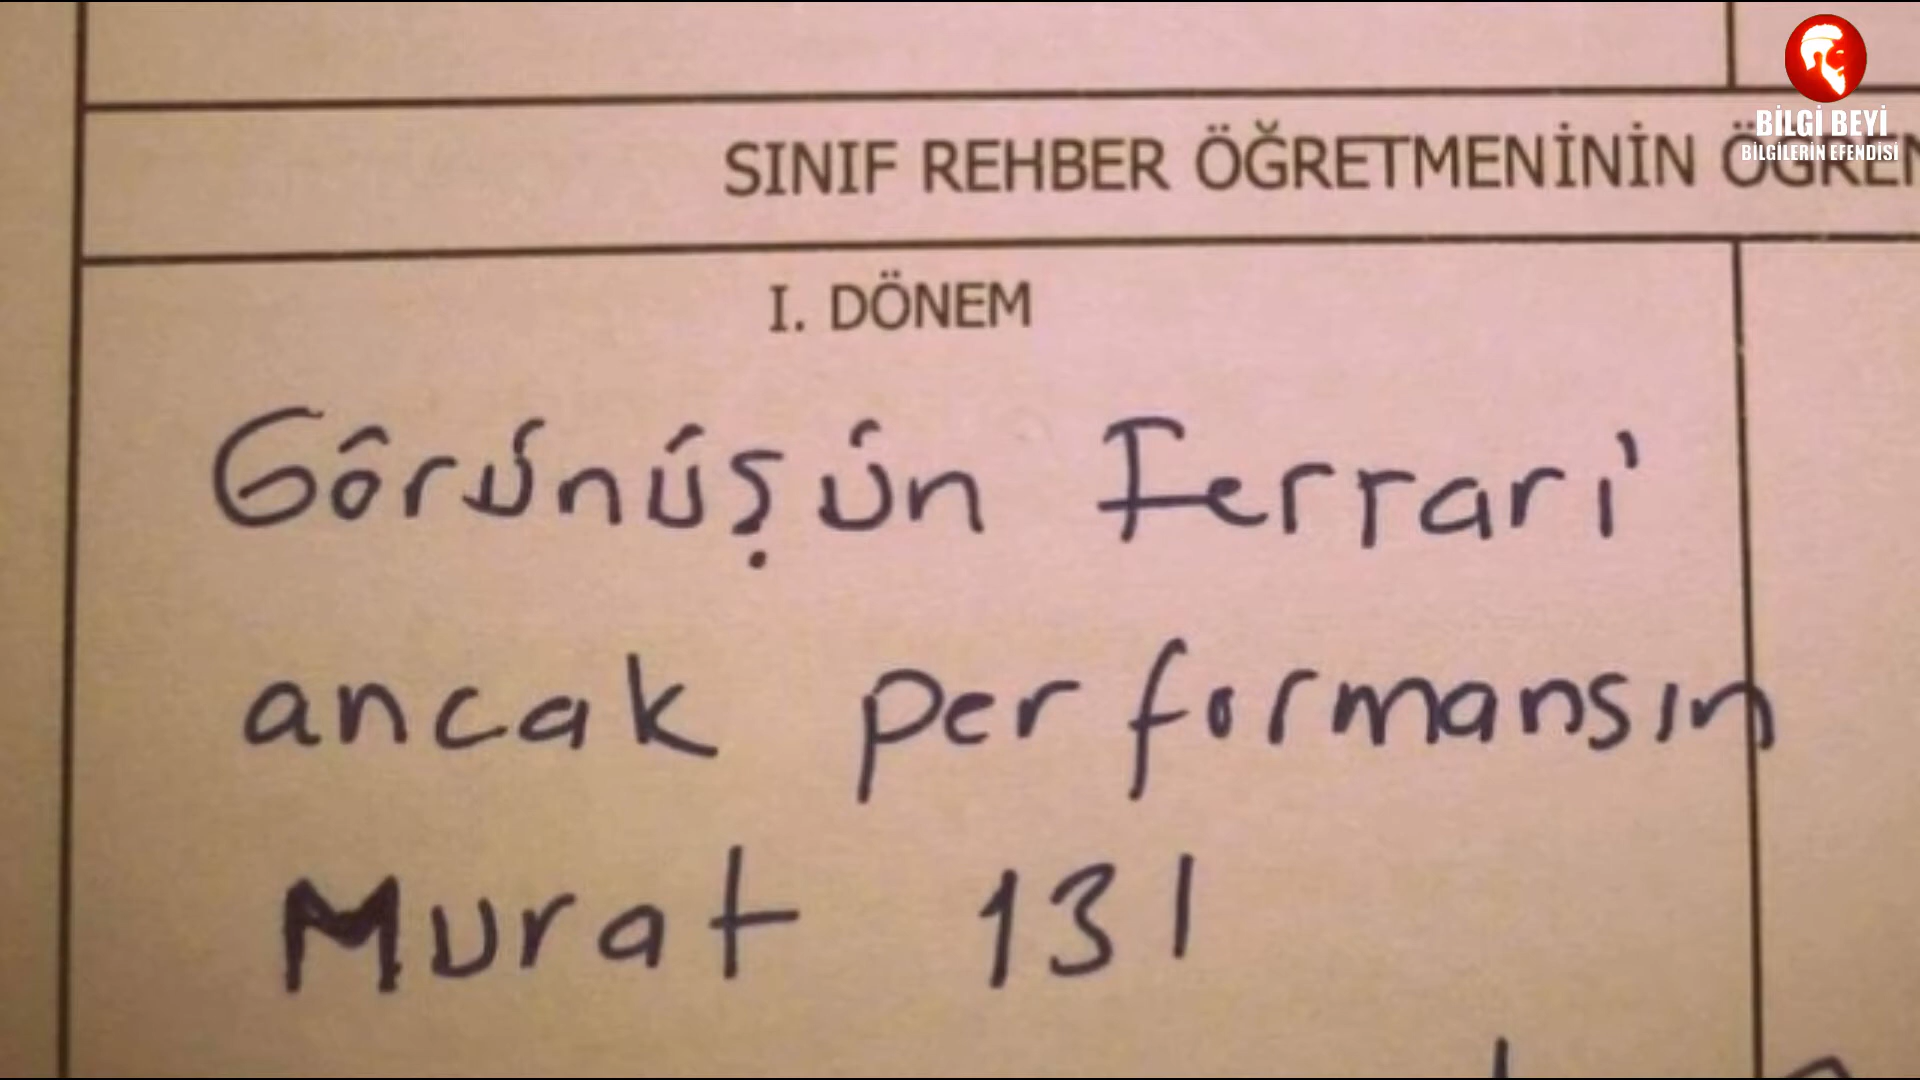 BİLGİ BEYİ
BİLGİLERİN EFENDİSİ
SINIF REHBER ÖĞRETMENİNİN
I. DÖNEM
Görünüşün Ferrari
ancak performansın
Murat 131